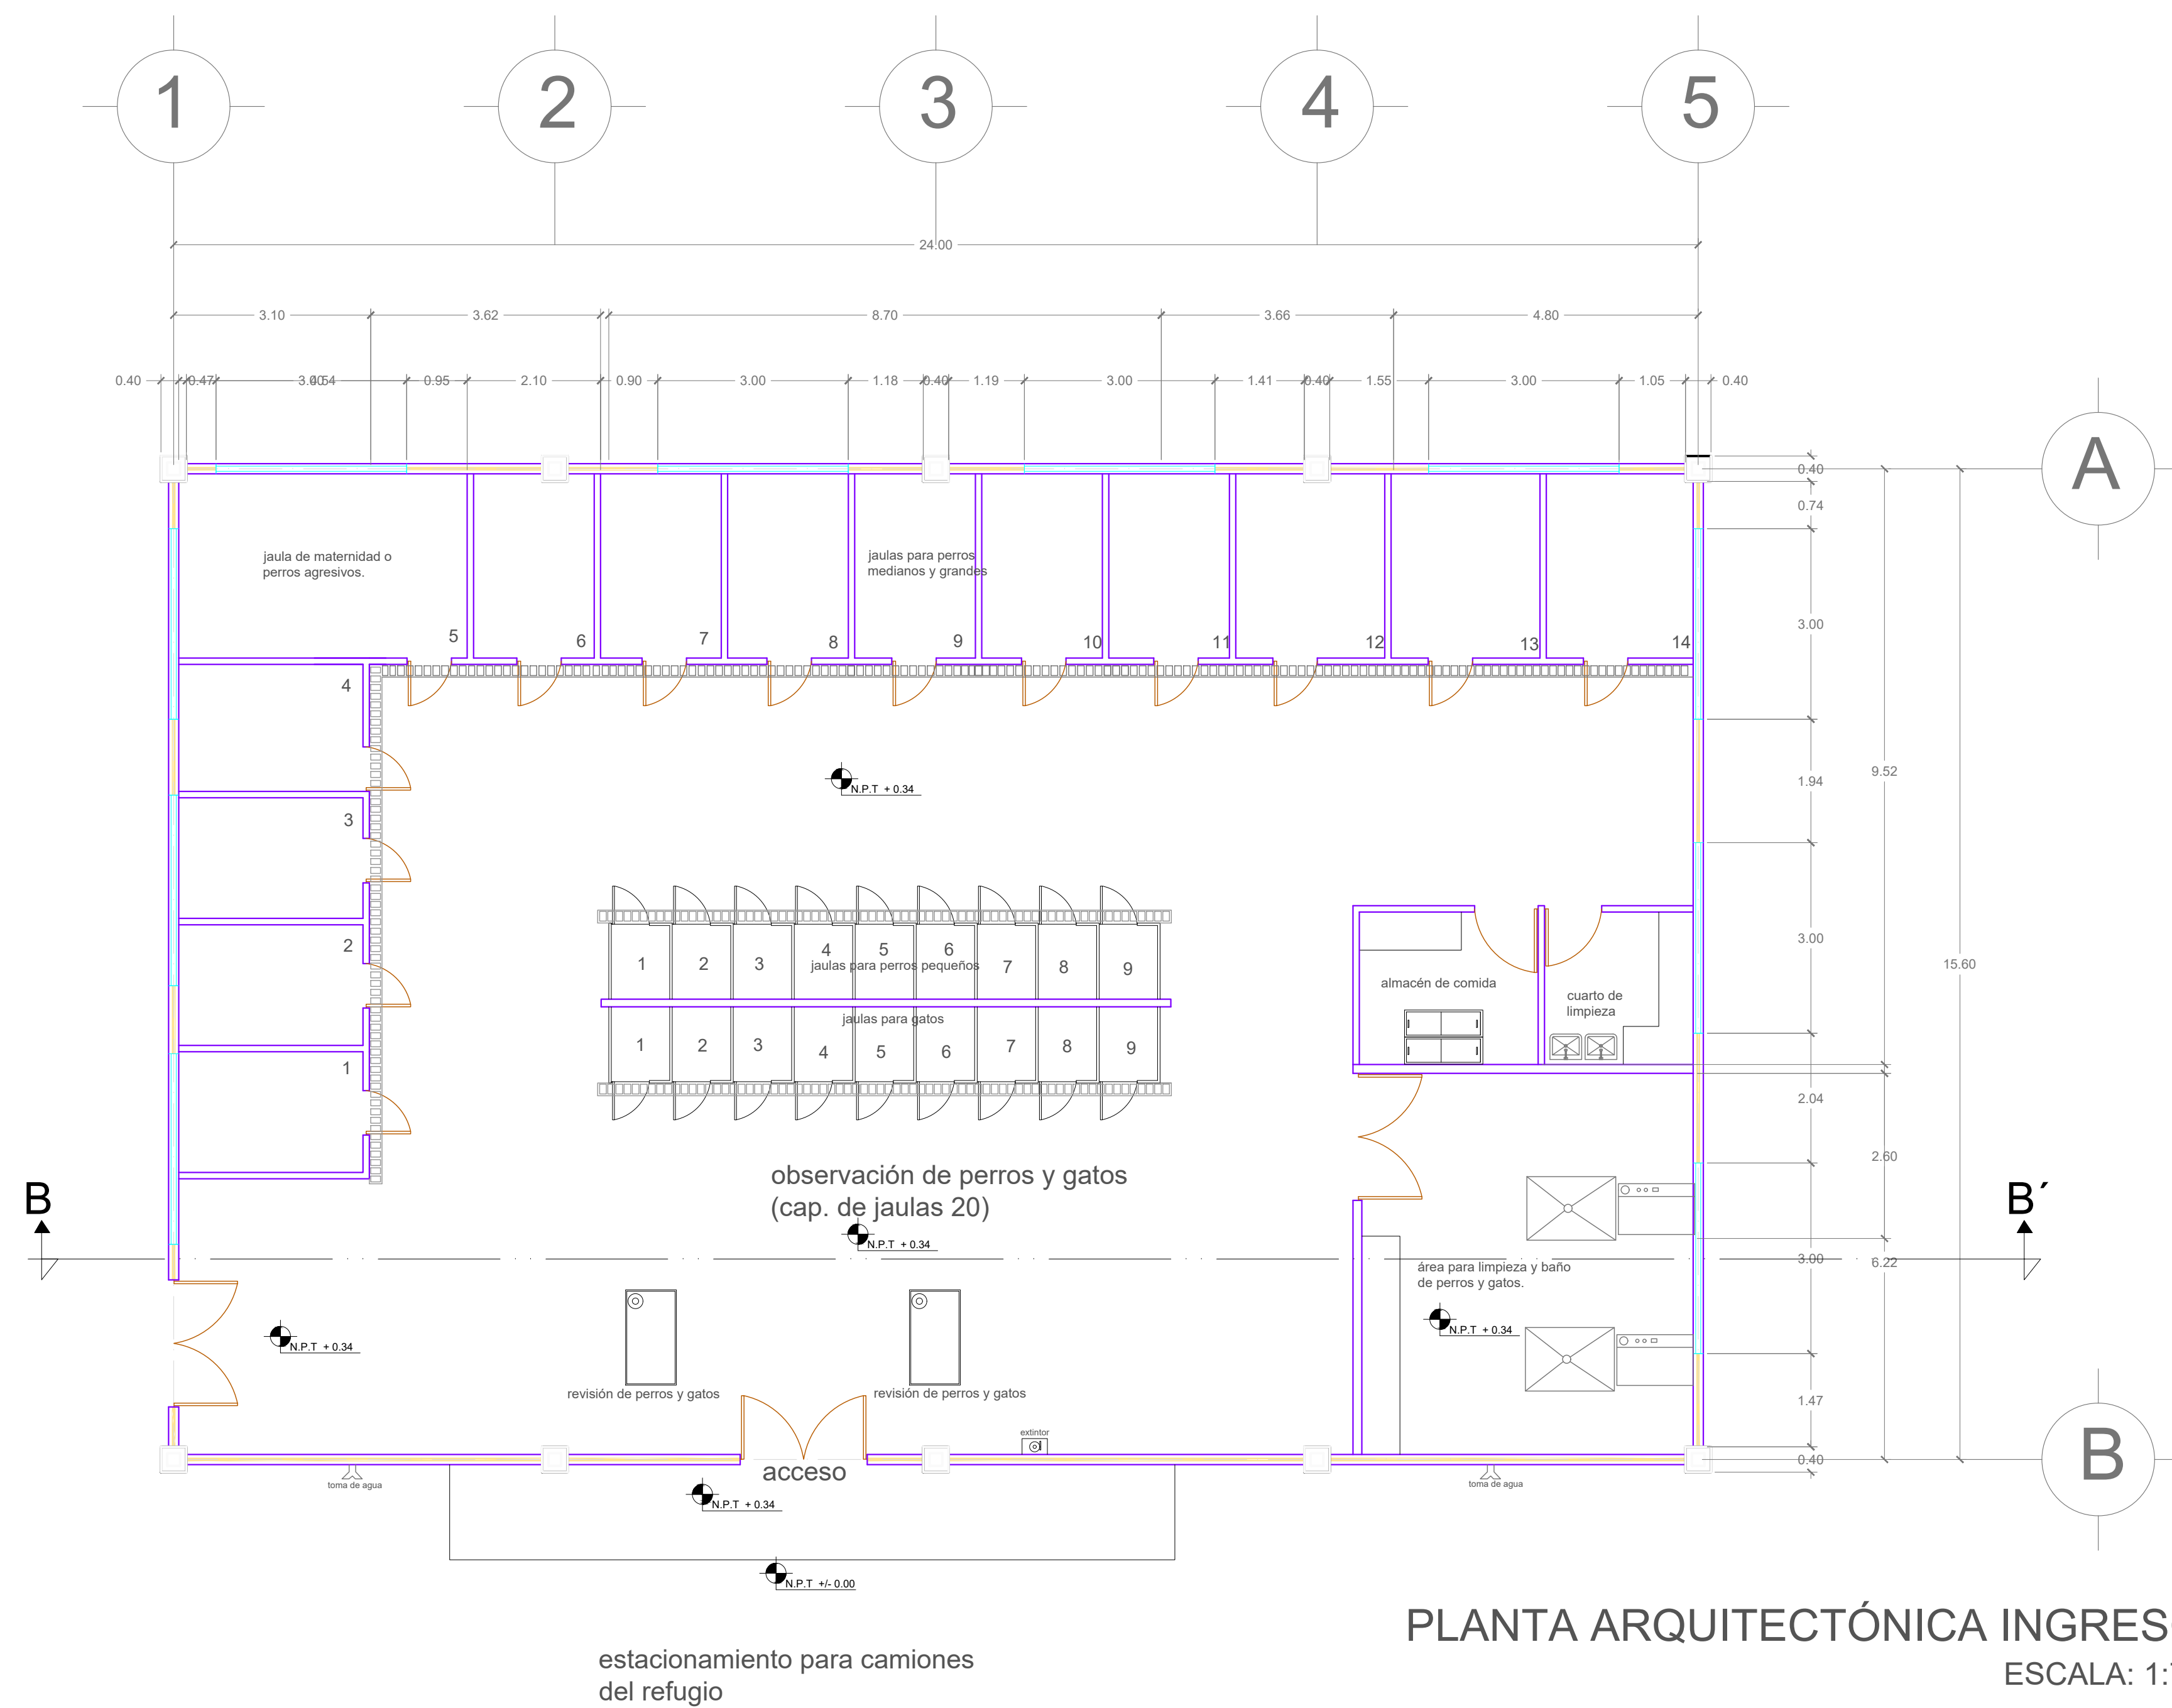 1 2 3 4 5
24.00
3.10 3.62 8.70 3.66 4.80
0.40 0.47 3.00 4.54 0.95 2.10 0.90 3.00 1.18 0.40 1.19 3.00 1.41 0.40 1.55 3.00 1.05 0.40
A
0.40
0.74
jaula de maternidad o
perros agresivos.
jaulas para perros
medianos y grandes
3.00
5 6 7 8 9 10 11 12 13 14
4
N.P.T + 0.34
1.94
9.52
3
2
1
1 2 3 4 5 6 7 8 9
jaulas para perros pequeños
jaulas para gatos
1 2 3 4 5 6 7 8 9
almacén de comida
cuarto de
limpieza
3.00
15.60
2.04
2.60
observación de perros y gatos
(cap. de jaulas 20)
N.P.T + 0.34
B
B´
3.00
6.22
área para limpieza y baño
de perros y gatos.
N.P.T + 0.34
N.P.T + 0.34
revisión de perros y gatos
revisión de perros y gatos
1.47
extintor
B
0.40
acceso
toma de agua
toma de agua
N.P.T + 0.34
N.P.T +/- 0.00
PLANTA ARQUITECTÓNICA INGRES
ESCALA: 1:
estacionamiento para camiones
del refugio